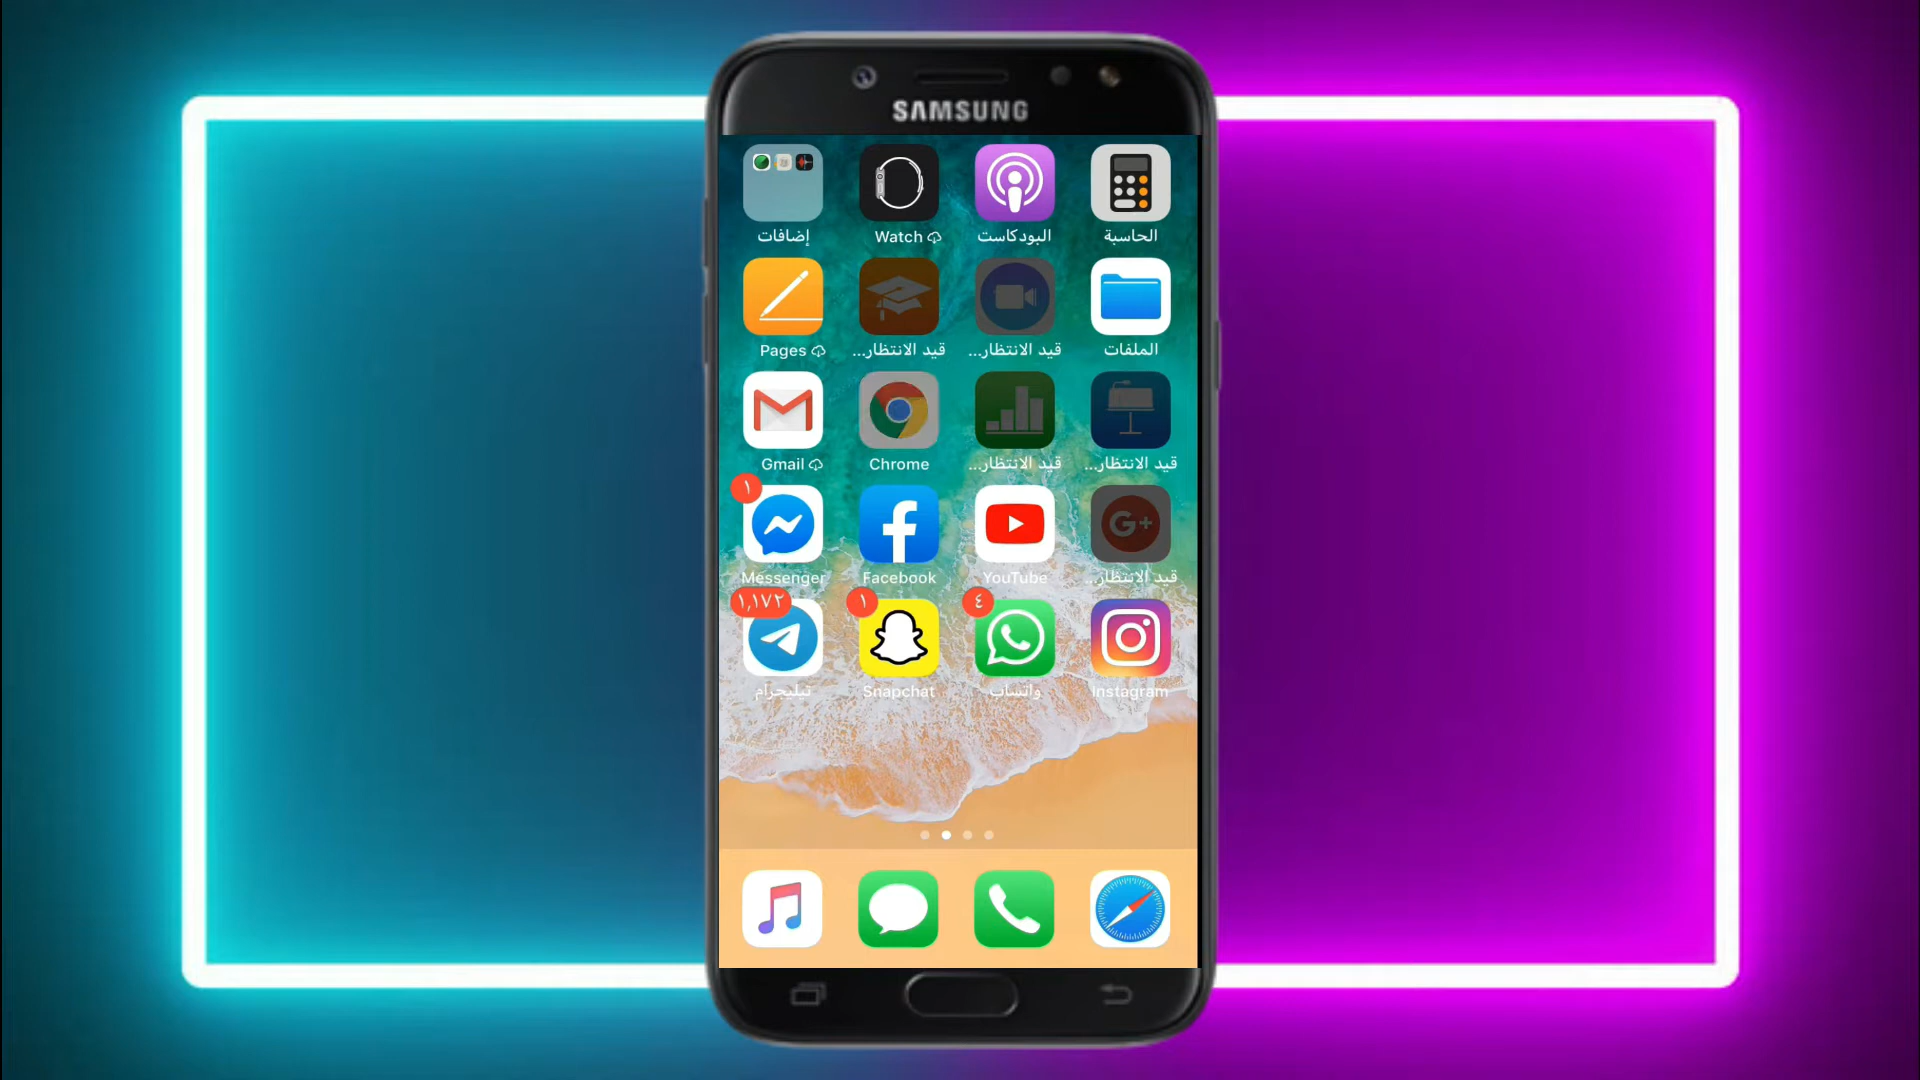 SAMSUNG
إضافات
Watch
البودكاست
الحاسبة
Pages
قيد الانتظار...
قيد الانتظار...
الملفات
Gmail
Chrome
قيد الانتظار...
قيد الانتظار...
١
Messenger
Facebook
YouTube
G+
قيد الانتظار...
١,١٧٢
١
٤
تيليجرام
Snapchat
واتساب
Instagram